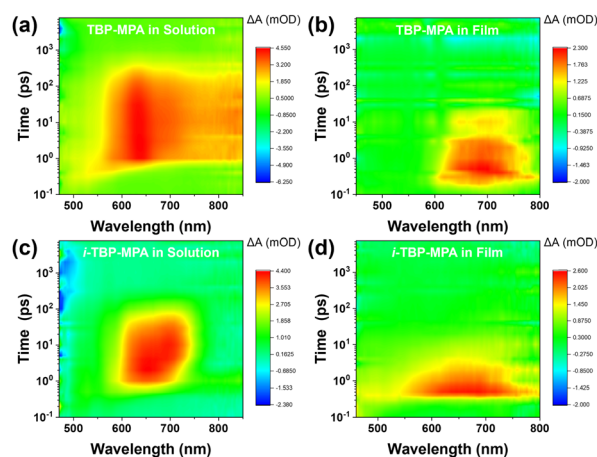 (a)
TBP-MPA in Solution
ΔA (mOD)
4.550
3.200
1.850
0.5000
-0.8500
-2.200
-3.550
-4.900
-6.250
Time (ps)
10³
10²
10¹
10⁰
10⁻¹
500 600 700 800
Wavelength (nm)
(b)
TBP-MPA in Film
ΔA (mOD)
2.300
1.763
1.225
0.6875
0.1500
-0.3875
-0.9250
-1.463
-2.000
Time (ps)
10³
10²
10¹
10⁰
10⁻¹
500 600 700 800
Wavelength (nm)
(c)
i-TBP-MPA in Solution
ΔA (mOD)
4.400
3.553
2.705
1.858
1.010
0.1625
-0.6850
-1.533
-2.380
Time (ps)
10³
10²
10¹
10⁰
10⁻¹
500 600 700 800
Wavelength (nm)
(d)
i-TBP-MPA in Film
ΔA (mOD)
2.600
2.025
1.450
0.8750
0.3000
-0.2750
-0.8500
-1.425
-2.000
Time (ps)
10³
10²
10¹
10⁰
10⁻¹
500 600 700 800
Wavelength (nm)